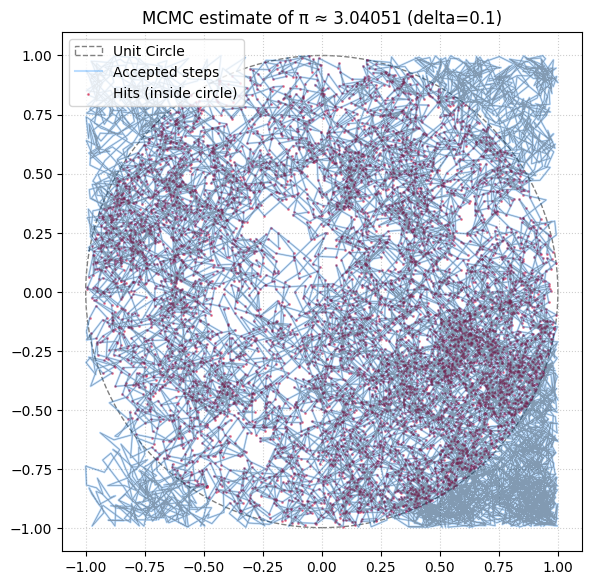 MCMC estimate of π ≈ 3.04051 (delta=0.1)
Unit Circle
Accepted steps
Hits (inside circle)
1.00
0.75
0.50
0.25
0.00
−0.25
−0.50
−0.75
−1.00
−1.00 −0.75 −0.50 −0.25 0.00 0.25 0.50 0.75 1.00